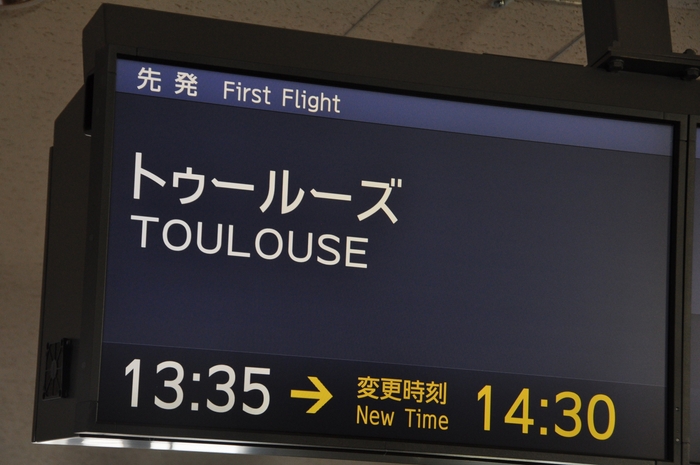 先発 First Flight
トゥールーズ
TOULOUSE
13:35 → 変更時刻 14:30
New Time